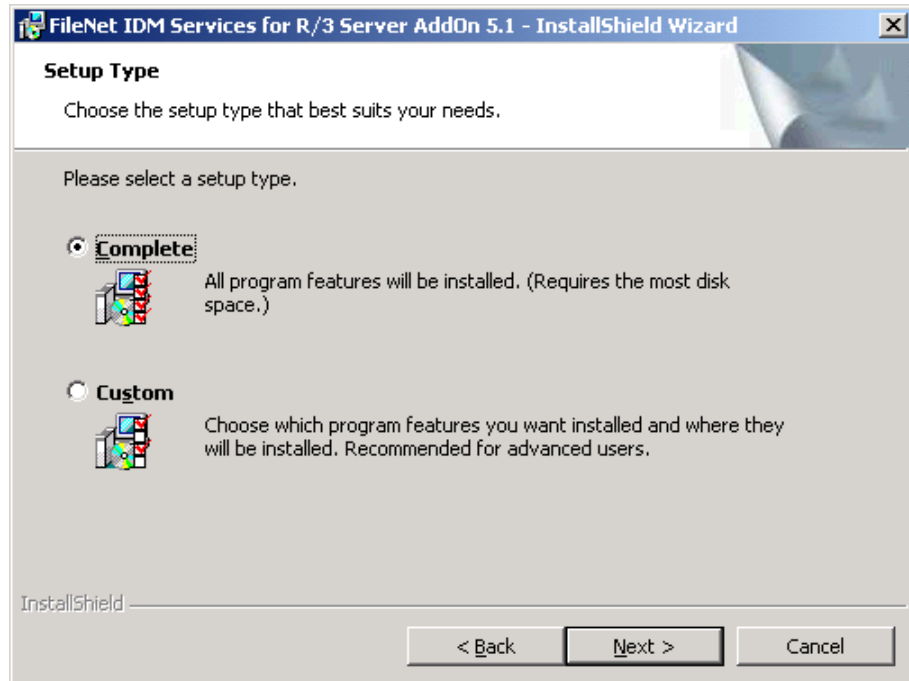 FileNet IDM Services for R/3 Server AddOn 5.1 - InstallShield Wizard
Setup Type
Choose the setup type that best suits your needs.
Please select a setup type.
Complete
All program features will be installed. (Requires the most disk
space.)
Custom
Choose which program features you want installed and where they
will be installed. Recommended for advanced users.
InstallShield
< Back
Next >
Cancel